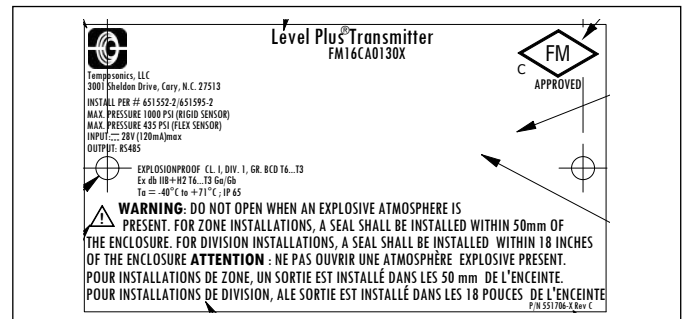 Level Plus® Transmitter
FM16CA0130X
FM
C
APPROVED
Temposonics, LLC
3001 Sheldon Drive, Cary, N.C. 27513
INSTALL PER # 651552-2/651595-2
MAX. PRESSURE 1000 PSI (RIGID SENSOR)
MAX. PRESSURE 435 PSI (FLEX SENSOR)
INPUT: ⎓ 28V (120mA)max
OUTPUT: RS485
EXPLOSIONPROOF CL. I, DIV. 1, GR. BCD T6...T3
Ex db IIB+H2 T6...T3 Ga/Gb
Ta = -40°C to +71°C ; IP 65
WARNING: DO NOT OPEN WHEN AN EXPLOSIVE ATMOSPHERE IS
PRESENT. FOR ZONE INSTALLATIONS, A SEAL SHALL BE INSTALLED WITHIN 50mm OF
THE ENCLOSURE. FOR DIVISION INSTALLATIONS, A SEAL SHALL BE INSTALLED WITHIN 18 INCHES
OF THE ENCLOSURE ATTENTION : NE PAS OUVRIR UNE ATMOSPHÈRE EXPLOSIVE PRESENT.
POUR INSTALLATIONS DE ZONE, UN SORTIE EST INSTALLÉ DANS LES 50 mm DE L'ENCEINTE.
POUR INSTALLATIONS DE DIVISION, ALE SORTIE EST INSTALLÉ DANS LES 18 POUCES DE L'ENCEINTE
P/N 551706-X Rev C